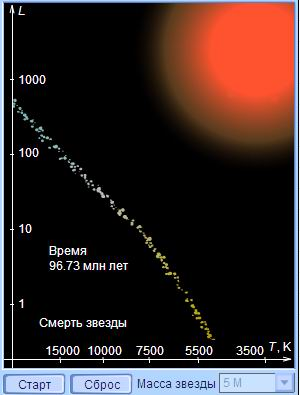 L
1000
100
10
1
Время
96.73 млн лет
Смерть звезды
15000 10000 7500 5500 3500 T, K
Старт Сброс Масса звезды 5 M